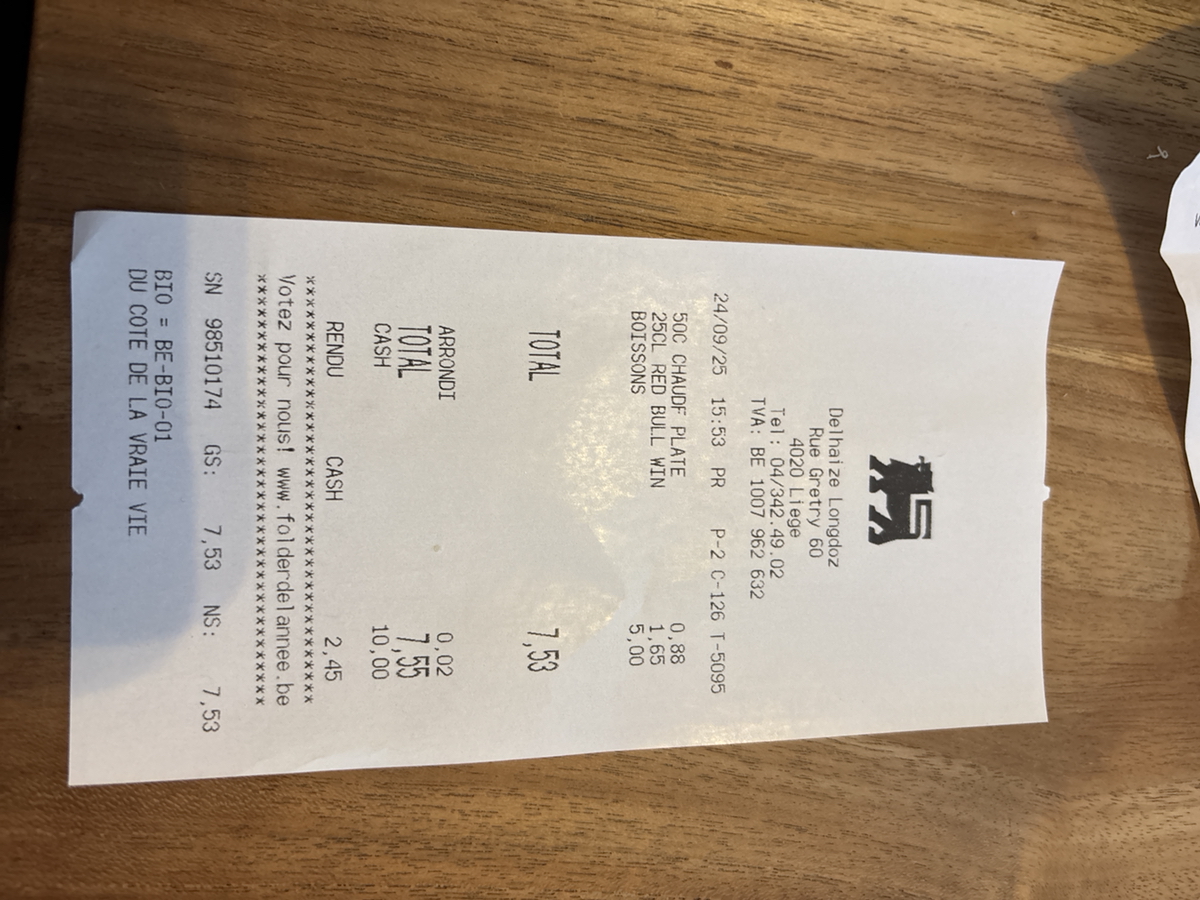 Delhaize Longdoz
Rue Gretry 60
4020 Liege
Tel: 04/342.49.02
TVA: BE 1007 962 632
24/09/25 15:53 PR P-2 C-126 T-5095
50C CHAUDF PLATE 0,88
25CL RED BULL WIN 1,65
BOISSONS 5,00
TOTAL 7,53
ARRONDI 0,02
TOTAL 7,55
CASH 10,00
RENDU CASH 2,45
******************************************
Votez pour nous! www.folderdelannee.be
******************************************
SN 98510174 GS: 7,53 NS: 7,53
BIO = BE-BIO-01
DU COTE DE LA VRAIE VIE